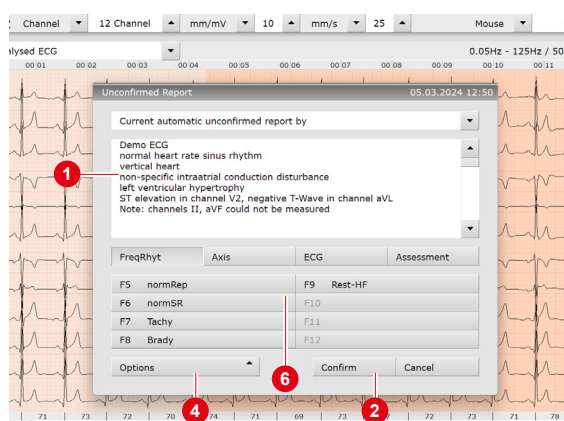 Channel 12 Channel mm/mV 10 mm/s 25 Mouse
alysed ECG 0.05Hz - 125Hz / 50
00 01 00 02 00 03 00 04 00 05 00 06 00 07 00 08 00 09 00 10 00 11
Unconfirmed Report 05.03.2024 12:50
Current automatic unconfirmed report by
Demo ECG
normal heart rate sinus rhythm
vertical heart
1 non-specific intraatrial conduction disturbance
left ventricular hypertrophy
ST elevation in channel V2, negative T-Wave in channel aVL
Note: channels II, aVF could not be measured
FreqRhyt Axis ECG Assessment
F5 normRep F9 Rest-HF
F6 normSR F10
F7 Tachy F11
F8 Brady F12
Options Confirm Cancel
6
4 2
71 73 72 70 74 71 69 73 72 73 71 78